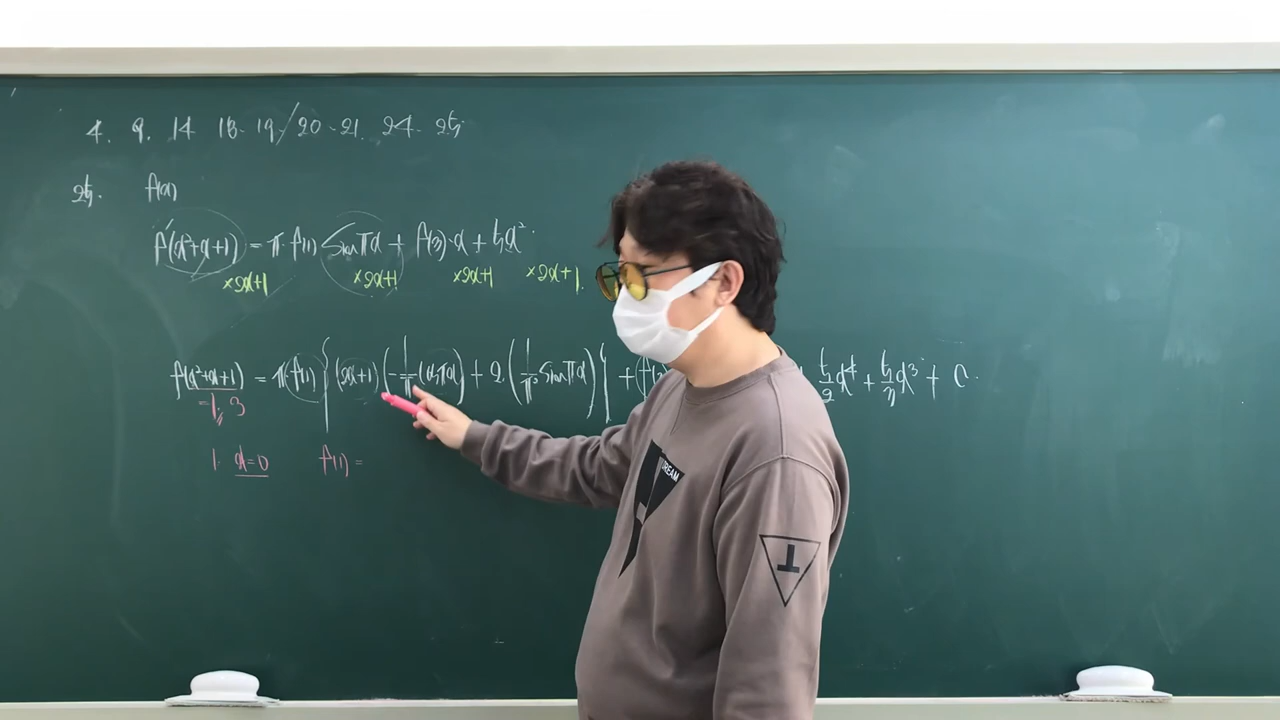 4. 9. 14 18. 19/20. 21. 24. 25
25. f(x)
f'(x²+x+1) = π·f(1) Sinπx + f(3)·x + 5x².
×2x+1 ×2x+1 ×2x+1 ×2x+1.
f(x²+x+1) = π f(1) { (2x+1)(-1/π cosπx) + 2·(1/π² Sinπx) } + 5/2 x⁴ + 5/3 x³ + C.
=1, 3
1. x=0 f(1) =
DREAM